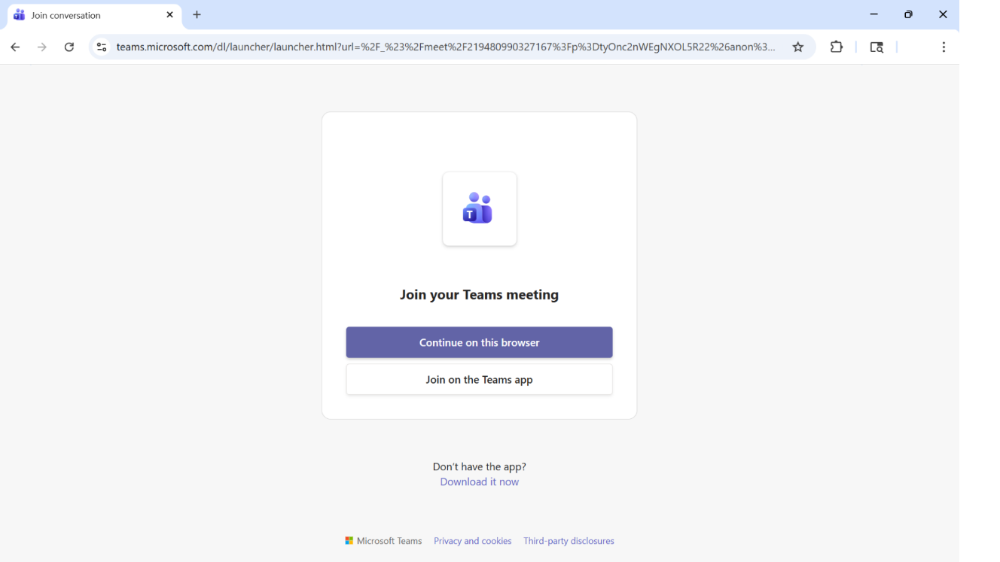 Join conversation
teams.microsoft.com/dl/launcher/launcher.html?url=%2F_%23%2Fmeet%2F219480990327167%3Fp%3DtyOnc2nWEgNXOL5R22%26anon%3...
T
Join your Teams meeting
Continue on this browser
Join on the Teams app
Don't have the app?
Download it now
Microsoft Teams Privacy and cookies Third-party disclosures